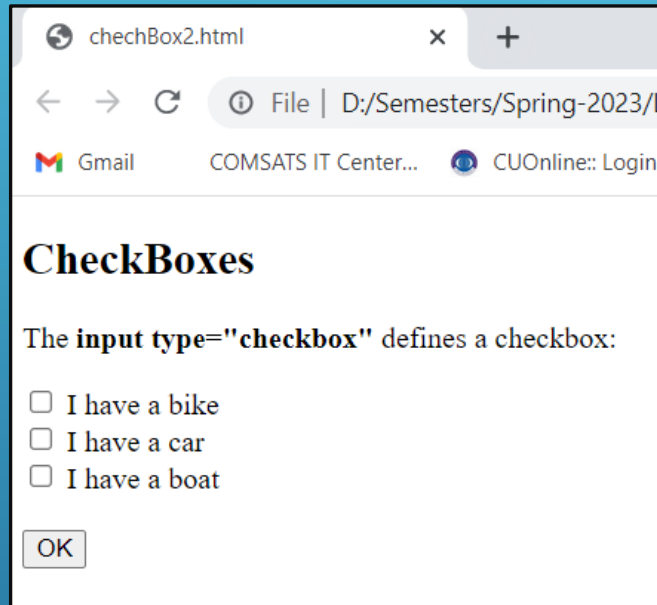 chechBox2.html
File | D:/Semesters/Spring-2023/
Gmail COMSATS IT Center... CUOnline:: Login
CheckBoxes
The input type="checkbox" defines a checkbox:
I have a bike
I have a car
I have a boat
OK